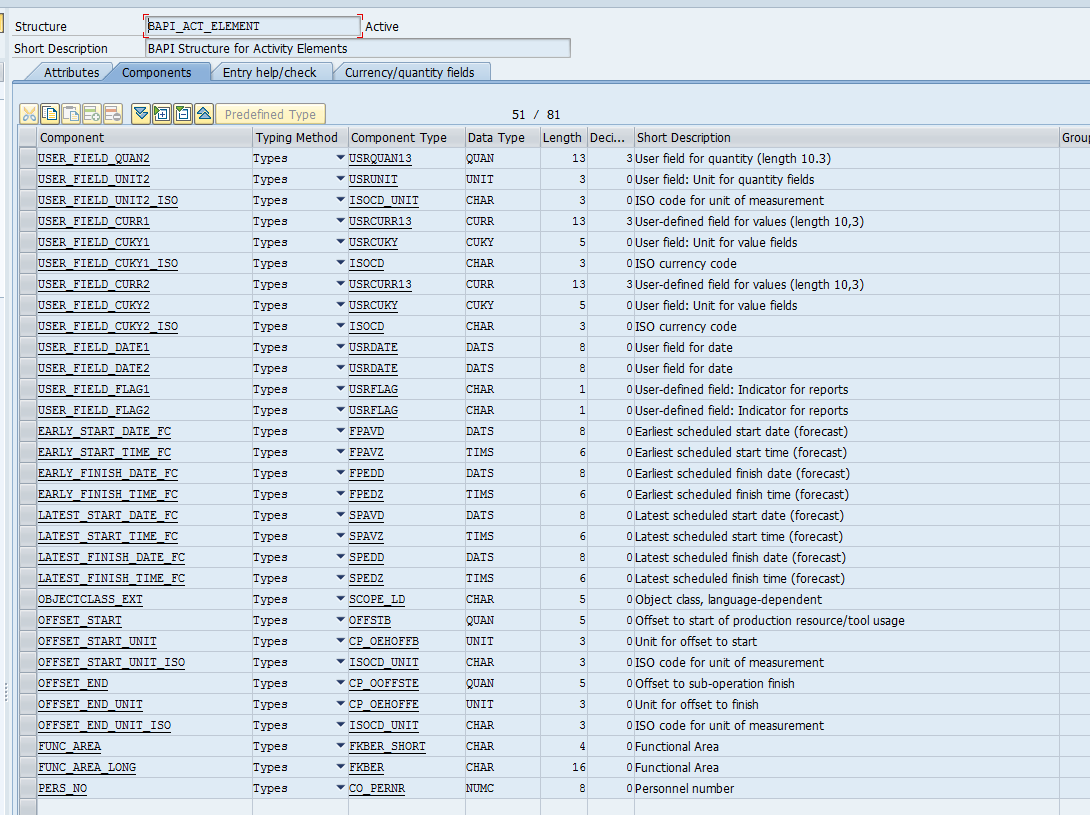 Structure BAPI_ACT_ELEMENT Active
Short Description BAPI Structure for Activity Elements
Attributes Components Entry help/check Currency/quantity fields
Predefined Type 51 / 81
Component Typing Method Component Type Data Type Length Deci... Short Description Group
USER_FIELD_QUAN2 Types USRQUAN13 QUAN 13 3 User field for quantity (length 10.3)
USER_FIELD_UNIT2 Types USRUNIT UNIT 3 0 User field: Unit for quantity fields
USER_FIELD_UNIT2_ISO Types ISOCD_UNIT CHAR 3 0 ISO code for unit of measurement
USER_FIELD_CURR1 Types USRCURR13 CURR 13 3 User-defined field for values (length 10,3)
USER_FIELD_CUKY1 Types USRCUKY CUKY 5 0 User field: Unit for value fields
USER_FIELD_CUKY1_ISO Types ISOCD CHAR 3 0 ISO currency code
USER_FIELD_CURR2 Types USRCURR13 CURR 13 3 User-defined field for values (length 10,3)
USER_FIELD_CUKY2 Types USRCUKY CUKY 5 0 User field: Unit for value fields
USER_FIELD_CUKY2_ISO Types ISOCD CHAR 3 0 ISO currency code
USER_FIELD_DATE1 Types USRDATE DATS 8 0 User field for date
USER_FIELD_DATE2 Types USRDATE DATS 8 0 User field for date
USER_FIELD_FLAG1 Types USRFLAG CHAR 1 0 User-defined field: Indicator for reports
USER_FIELD_FLAG2 Types USRFLAG CHAR 1 0 User-defined field: Indicator for reports
EARLY_START_DATE_FC Types FPAVD DATS 8 0 Earliest scheduled start date (forecast)
EARLY_START_TIME_FC Types FPAVZ TIMS 6 0 Earliest scheduled start time (forecast)
EARLY_FINISH_DATE_FC Types FPEDD DATS 8 0 Earliest scheduled finish date (forecast)
EARLY_FINISH_TIME_FC Types FPEDZ TIMS 6 0 Earliest scheduled finish time (forecast)
LATEST_START_DATE_FC Types SPAVD DATS 8 0 Latest scheduled start date (forecast)
LATEST_START_TIME_FC Types SPAVZ TIMS 6 0 Latest scheduled start time (forecast)
LATEST_FINISH_DATE_FC Types SPEDD DATS 8 0 Latest scheduled finish date (forecast)
LATEST_FINISH_TIME_FC Types SPEDZ TIMS 6 0 Latest scheduled finish time (forecast)
OBJECTCLASS_EXT Types SCOPE_LD CHAR 5 0 Object class, language-dependent
OFFSET_START Types OFFSTB QUAN 5 0 Offset to start of production resource/tool usage
OFFSET_START_UNIT Types CP_OEHOFFB UNIT 3 0 Unit for offset to start
OFFSET_START_UNIT_ISO Types ISOCD_UNIT CHAR 3 0 ISO code for unit of measurement
OFFSET_END Types CP_OOFFSTE QUAN 5 0 Offset to sub-operation finish
OFFSET_END_UNIT Types CP_OEHOFFE UNIT 3 0 Unit for offset to finish
OFFSET_END_UNIT_ISO Types ISOCD_UNIT CHAR 3 0 ISO code for unit of measurement
FUNC_AREA Types FKBER_SHORT CHAR 4 0 Functional Area
FUNC_AREA_LONG Types FKBER CHAR 16 0 Functional Area
PERS_NO Types CO_PERNR NUMC 8 0 Personnel number